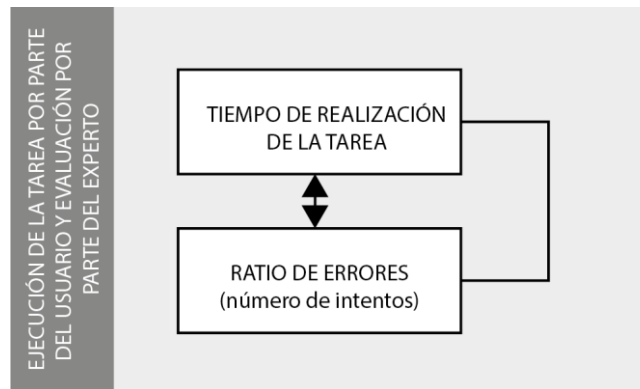 EJECUCIÓN DE LA TAREA POR PARTE
DEL USUARIO Y EVALUACIÓN POR
PARTE DEL EXPERTO
TIEMPO DE REALIZACIÓN
DE LA TAREA
RATIO DE ERRORES
(número de intentos)